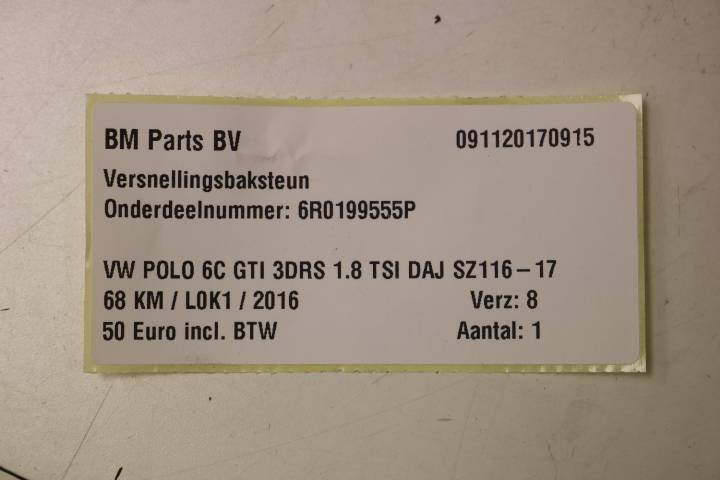 BM Parts BV 091120170915
Versnellingsbaksteun
Onderdeelnummer: 6R0199555P
VW POLO 6C GTI 3DRS 1.8 TSI DAJ SZ116-17
68 KM / L0K1 / 2016 Verz: 8
50 Euro incl. BTW Aantal: 1